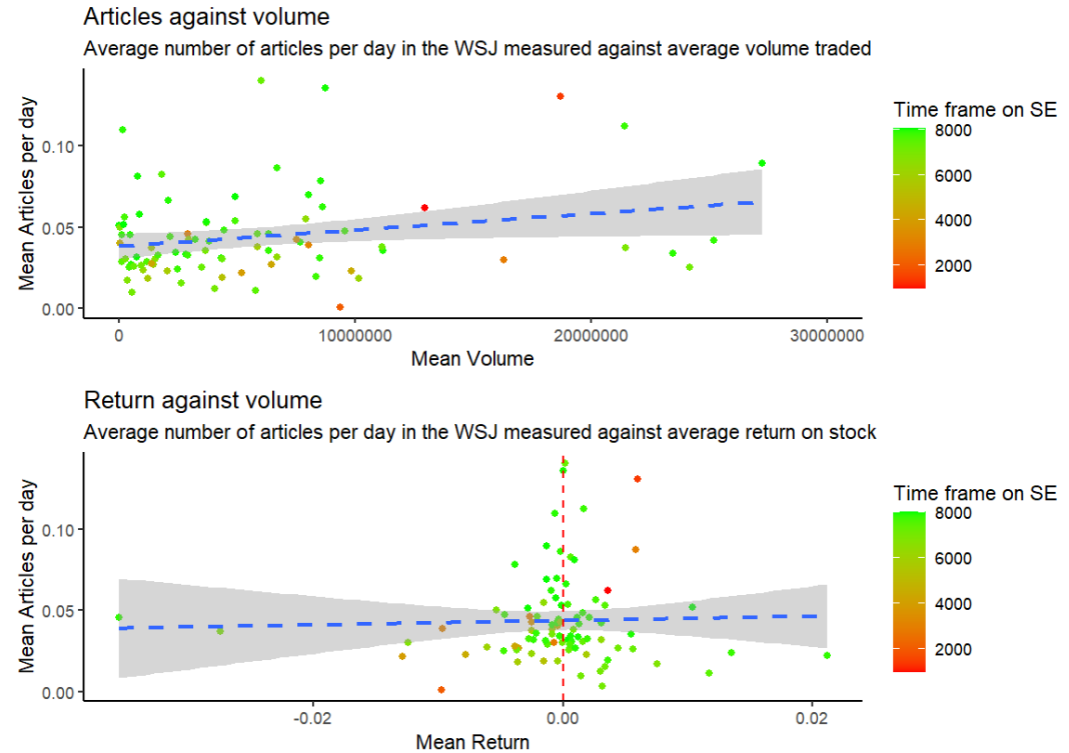 Articles against volume
Average number of articles per day in the WSJ measured against average volume traded
Mean Articles per day
0.10
0.05
0.00
0
10000000
20000000
30000000
Mean Volume
Time frame on SE
8000
6000
4000
2000
Return against volume
Average number of articles per day in the WSJ measured against average return on stock
Mean Articles per day
0.10
0.05
0.00
-0.02
0.00
0.02
Mean Return
Time frame on SE
8000
6000
4000
2000